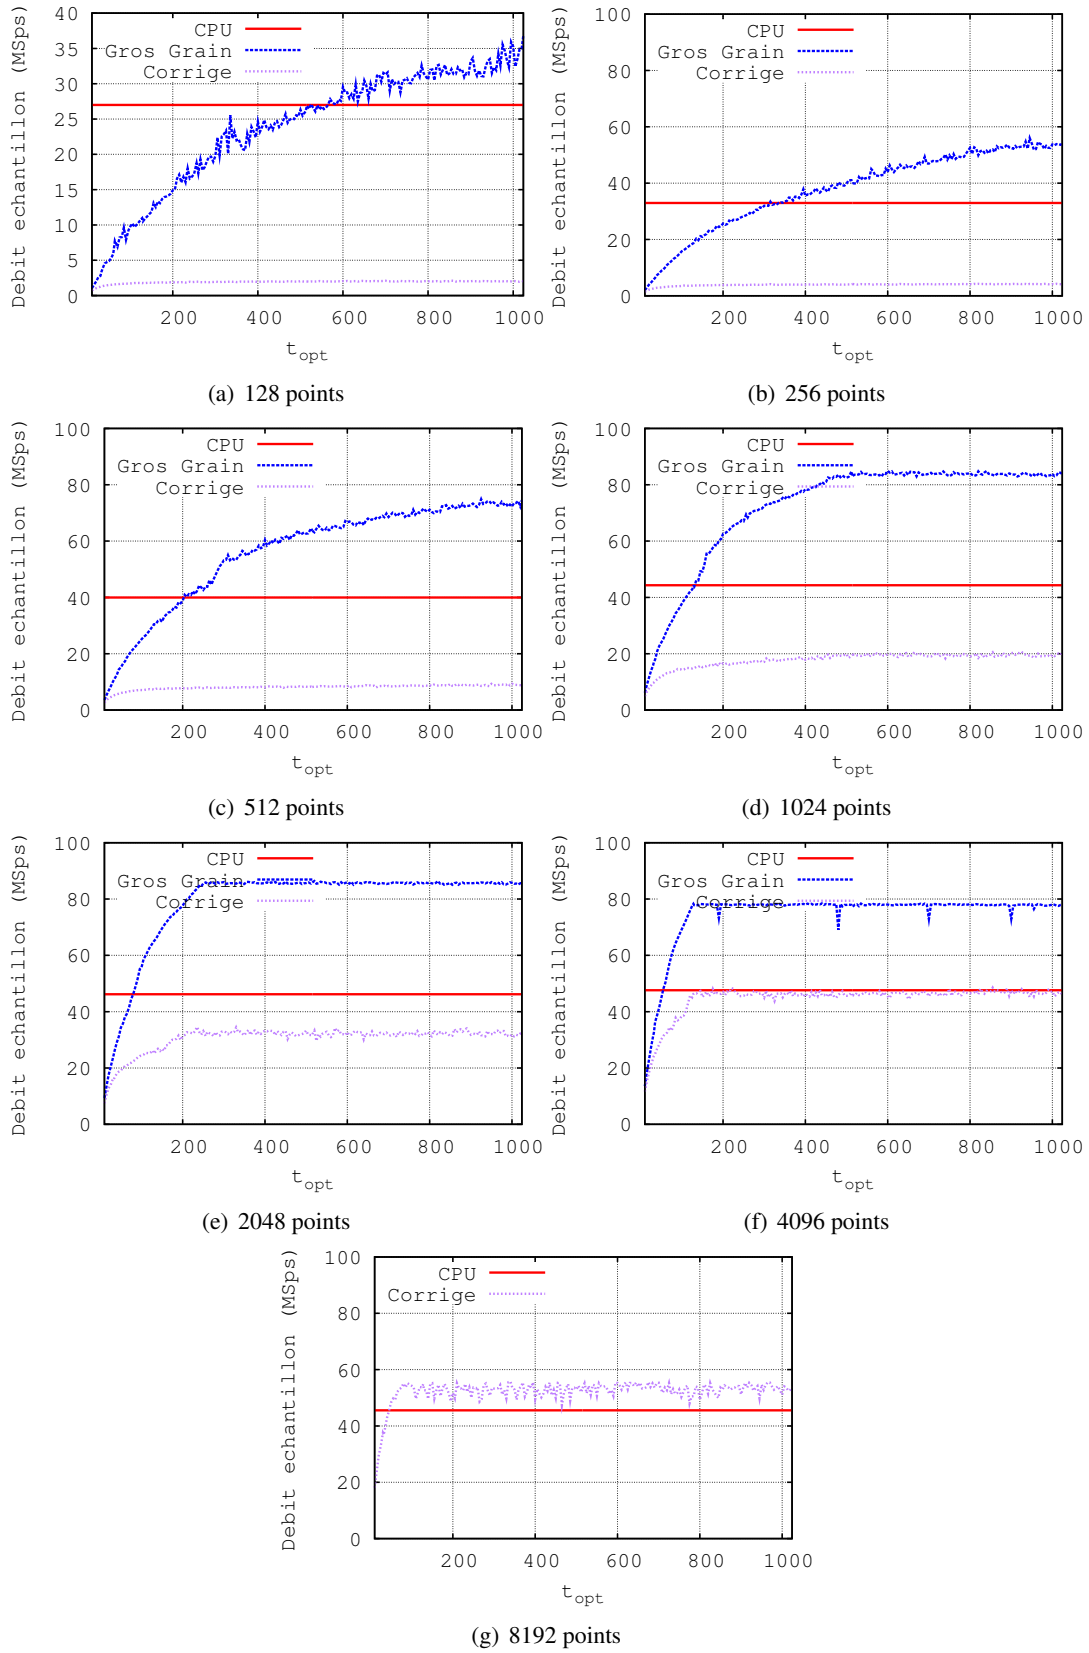 Debit echantillon (MSps)
40
35
30
25
20
15
10
5
0
CPU
Gros Grain
Corrige
200 400 600 800 1000
t_opt
(a) 128 points
Debit echantillon (MSps)
100
80
60
40
20
0
CPU
Gros Grain
Corrige
200 400 600 800 1000
t_opt
(b) 256 points
Debit echantillon (MSps)
100
80
60
40
20
0
CPU
Gros Grain
Corrige
200 400 600 800 1000
t_opt
(c) 512 points
Debit echantillon (MSps)
100
80
60
40
20
0
CPU
Gros Grain
Corrige
200 400 600 800 1000
t_opt
(d) 1024 points
Debit echantillon (MSps)
100
80
60
40
20
0
CPU
Gros Grain
Corrige
200 400 600 800 1000
t_opt
(e) 2048 points
Debit echantillon (MSps)
100
80
60
40
20
0
CPU
Gros Grain
Corrige
200 400 600 800 1000
t_opt
(f) 4096 points
Debit echantillon (MSps)
100
80
60
40
20
0
CPU
Corrige
200 400 600 800 1000
t_opt
(g) 8192 points